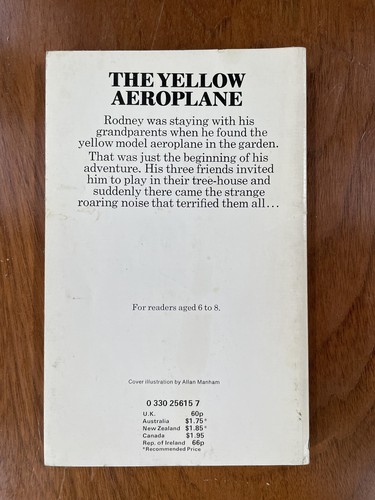 THE YELLOW
AEROPLANE
Rodney was staying with his
grandparents when he found the
yellow model aeroplane in the garden.
That was just the beginning of his
adventure. His three friends invited
him to play in their tree-house and
suddenly there came the strange
roaring noise that terrified them all...
For readers aged 6 to 8.
Cover illustration by Allan Manham
0 330 25615 7
U.K. 60p
Australia $1.75*
New Zealand $1.85*
Canada $1.95
Rep. of Ireland 66p
*Recommended Price